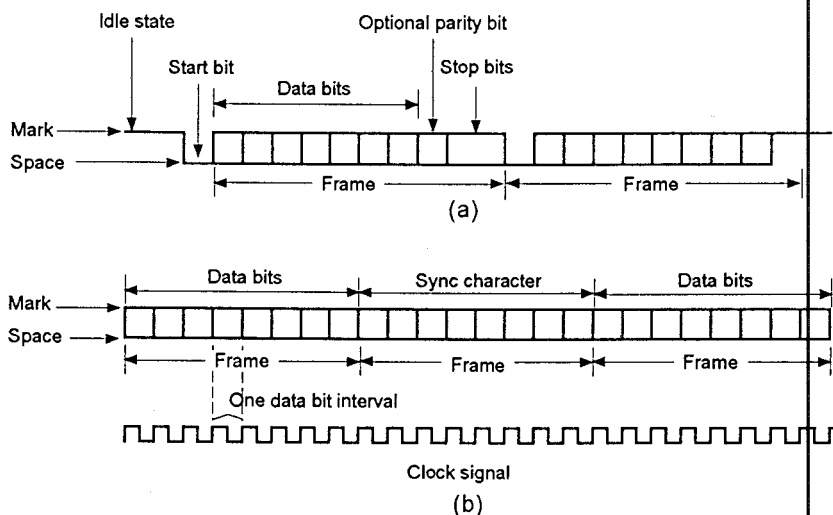 Idle state
Optional parity bit
Start bit
Stop bits
Data bits
Mark
Space
Frame
Frame
(a)
Data bits
Sync character
Data bits
Mark
Space
Frame
Frame
Frame
One data bit interval
Clock signal
(b)